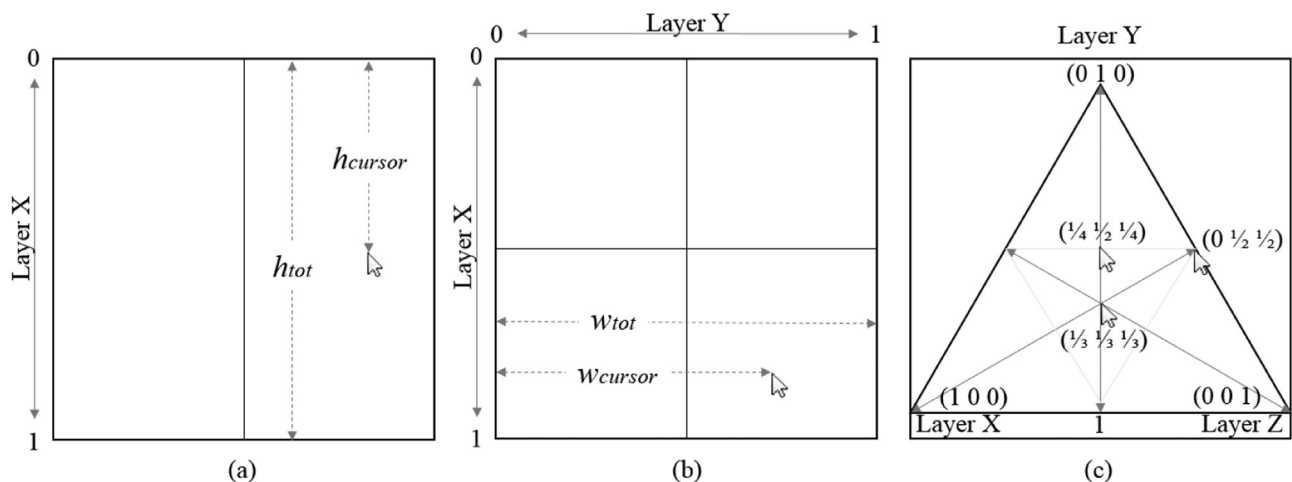 0
Layer X
1
hcursor
htot
(a)
0 Layer Y 1
0
Layer X
1
wtot
wcursor
(b)
Layer Y
(0 1 0)
(¼ ½ ¼)
(0 ½ ½)
(⅓ ⅓ ⅓)
(1 0 0)
(0 0 1)
Layer X
1
Layer Z
(c)